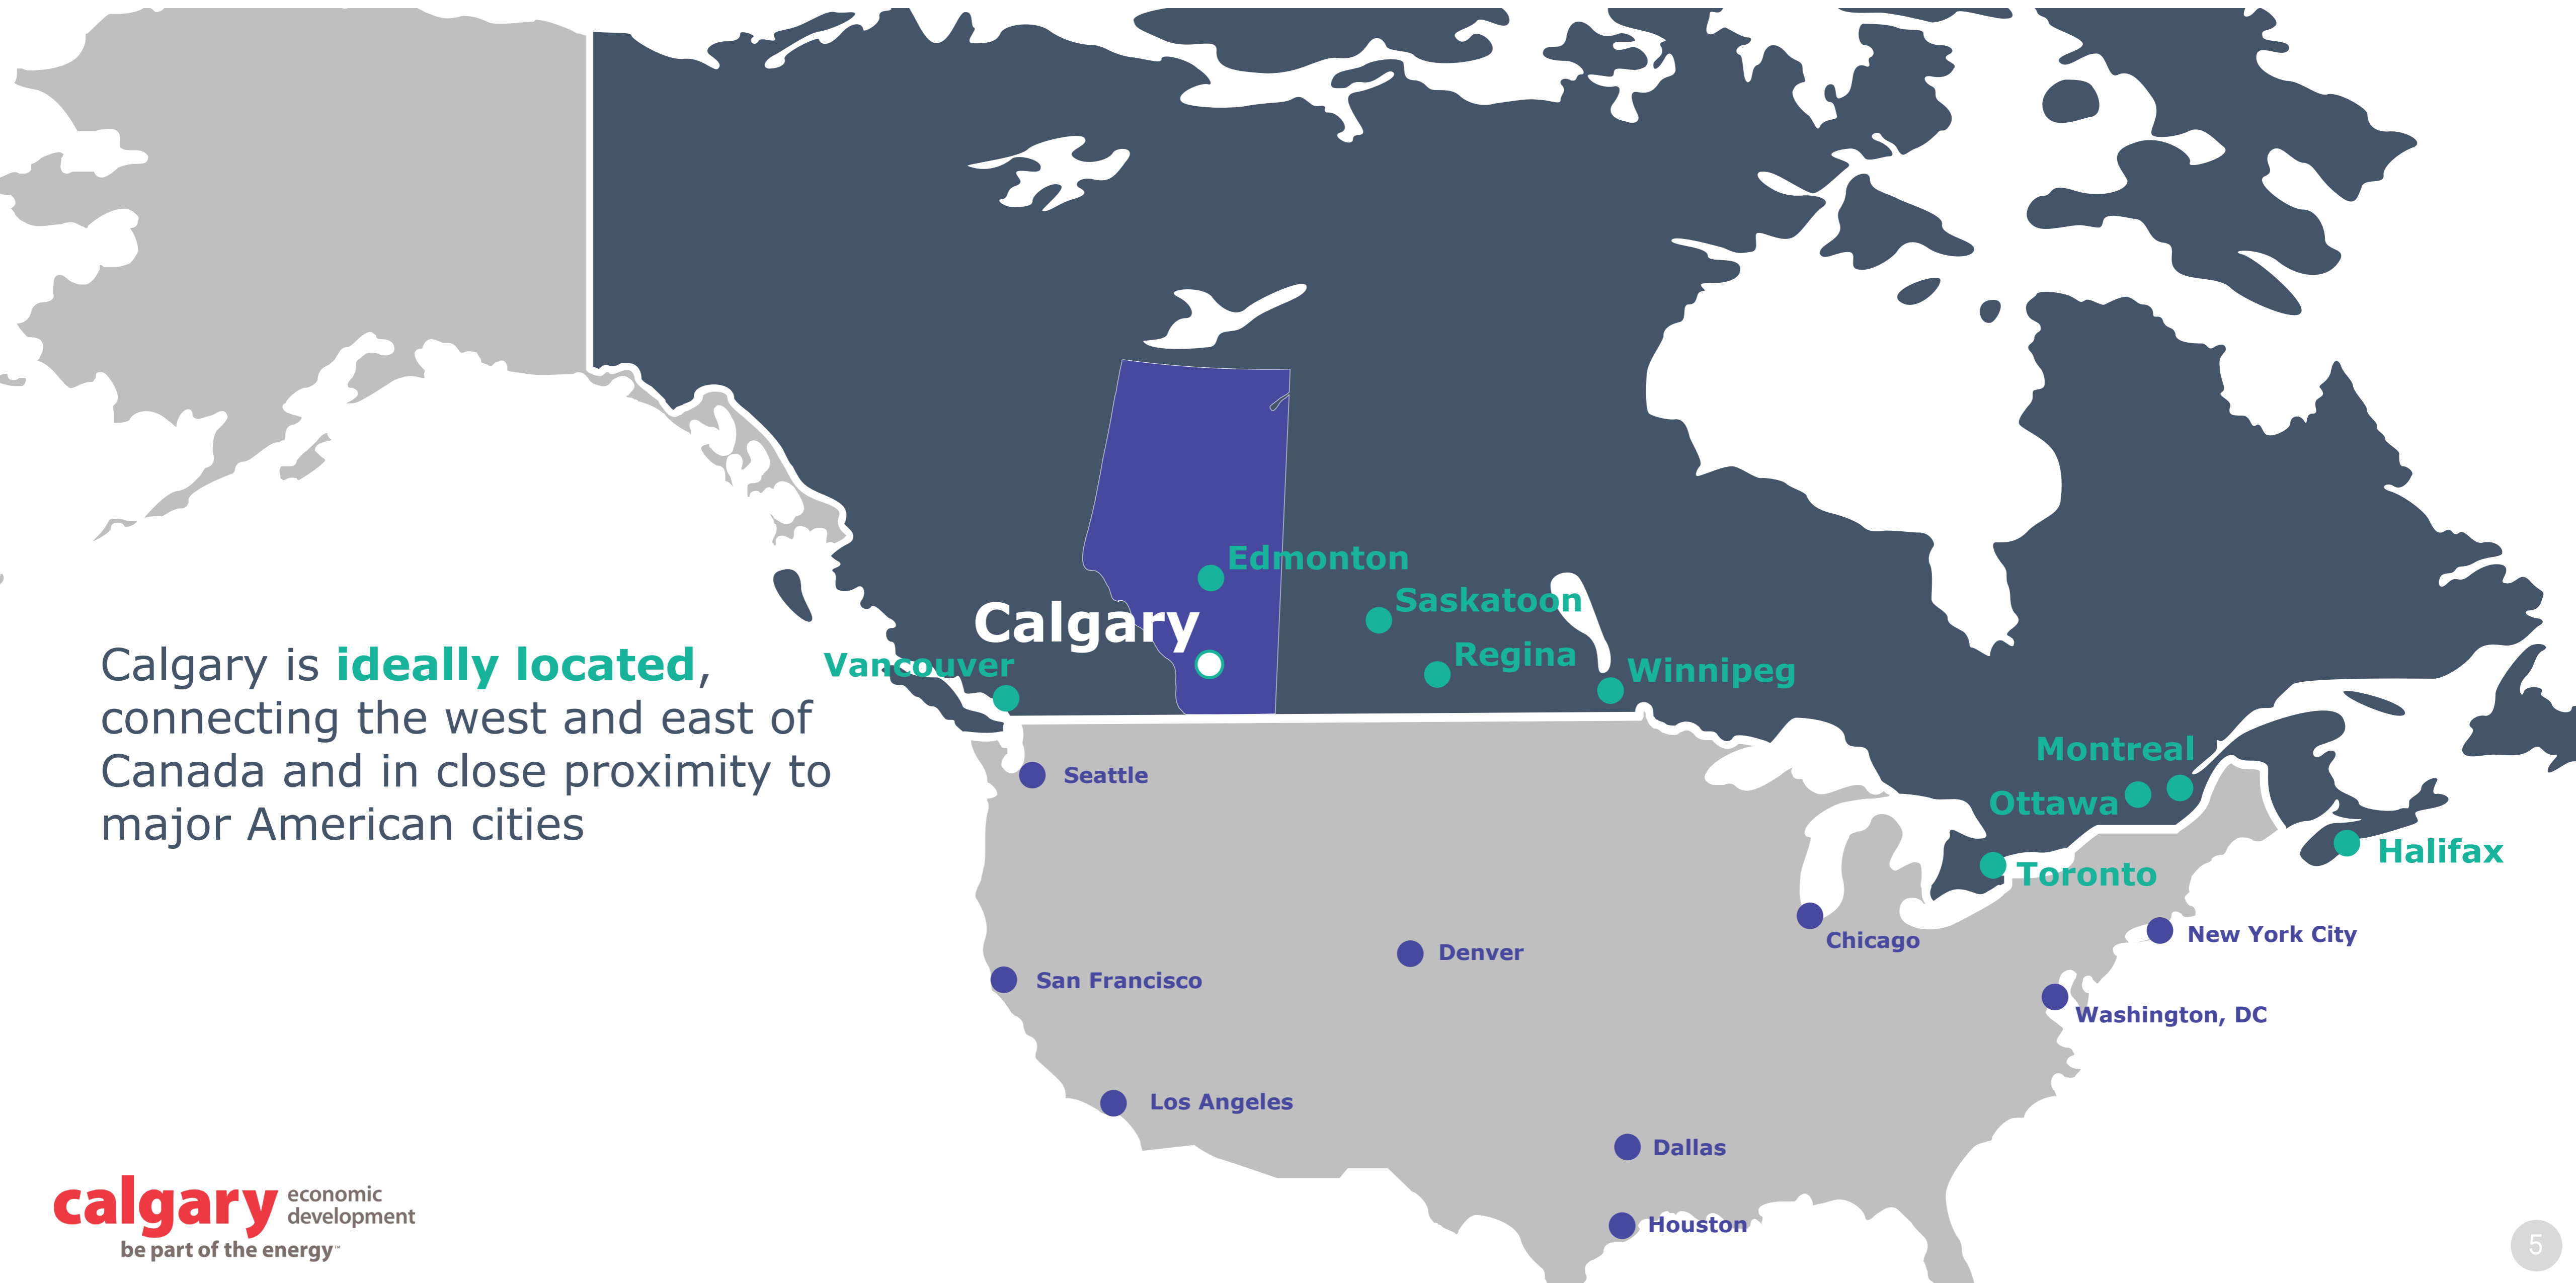 Edmonton
Saskatoon
Calgary
Regina
Vancouver
Winnipeg
Calgary is ideally located,
connecting the west and east of
Canada and in close proximity to
major American cities
Montreal
Seattle
Ottawa
Halifax
Toronto
Chicago
New York City
Denver
San Francisco
Washington, DC
Los Angeles
Dallas
Houston
calgary economic
development
be part of the energy™
5